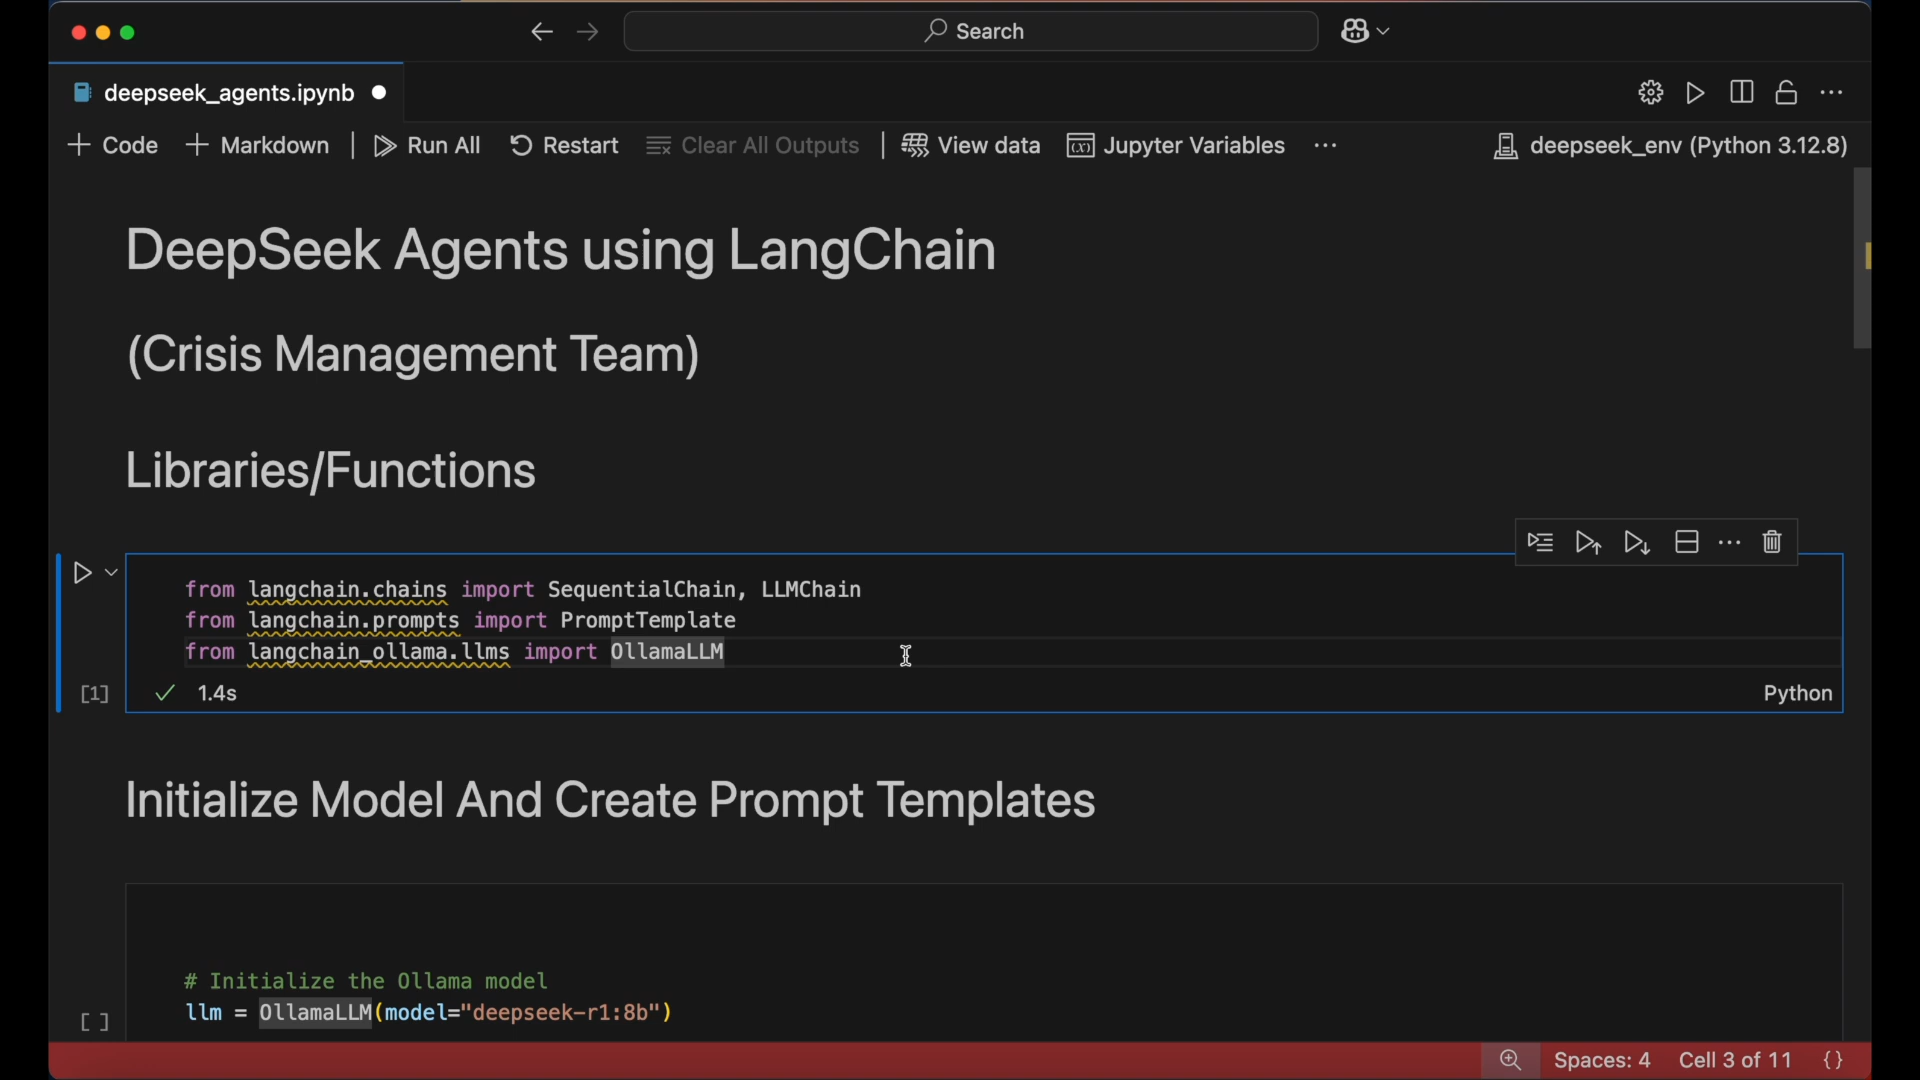 Search
deepseek_agents.ipynb
Code Markdown Run All Restart Clear All Outputs View data Jupyter Variables ... deepseek_env (Python 3.12.8)
DeepSeek Agents using LangChain
(Crisis Management Team)
Libraries/Functions
from langchain.chains import SequentialChain, LLMChain
from langchain.prompts import PromptTemplate
from langchain_ollama.llms import OllamaLLM
[1] ✓ 1.4s Python
Initialize Model And Create Prompt Templates
# Initialize the Ollama model
[ ] llm = OllamaLLM(model="deepseek-r1:8b")
Spaces: 4 Cell 3 of 11 {}